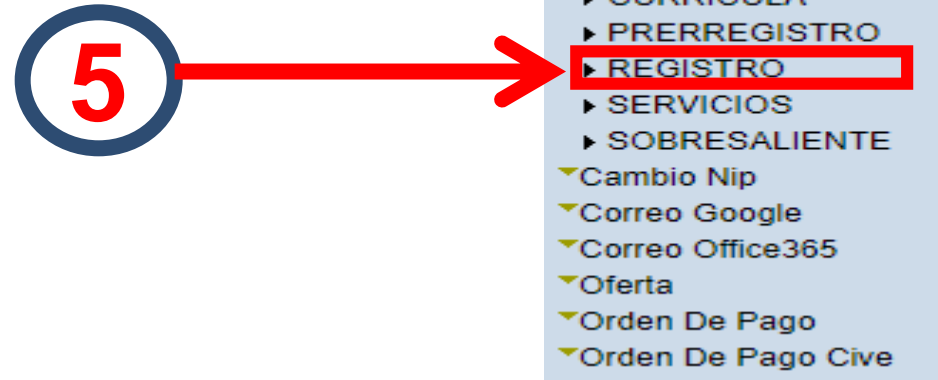 CURRICULA
PRERREGISTRO
5
REGISTRO
SERVICIOS
SOBRESALIENTE
Cambio Nip
Correo Google
Correo Office365
Oferta
Orden De Pago
Orden De Pago Cive